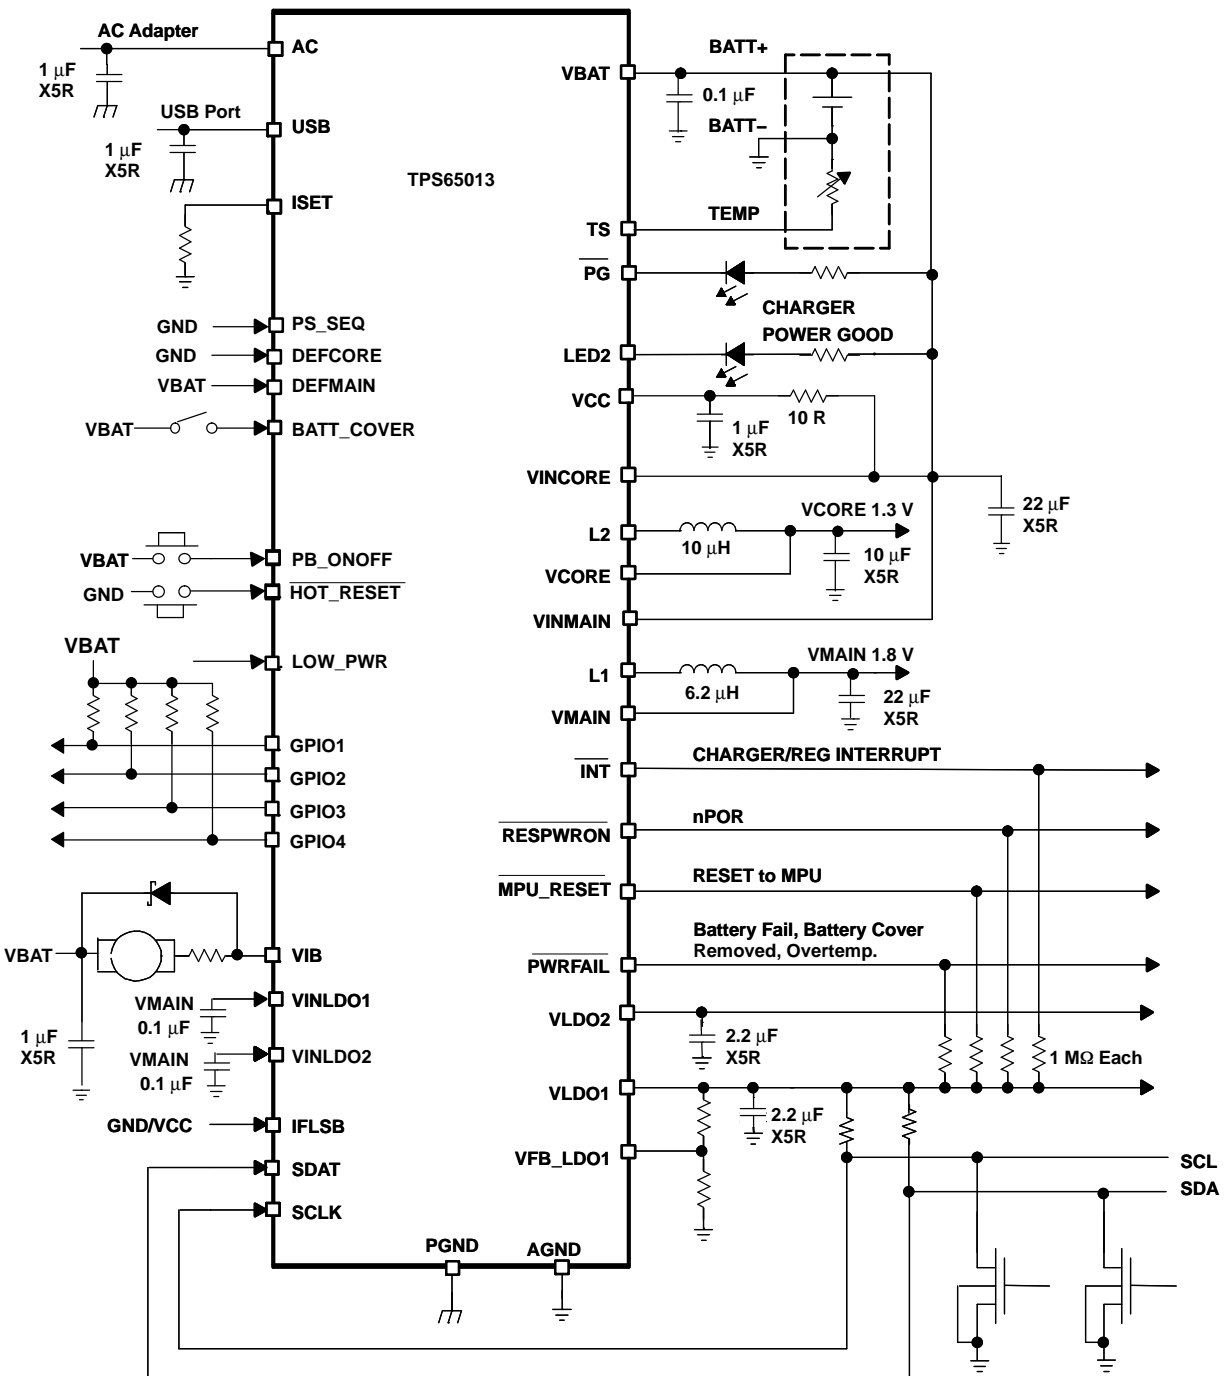 AC Adapter
AC
1 μF
X5R
USB Port
USB
1 μF
X5R
ISET
GND
PS_SEQ
GND
DEFCORE
VBAT
DEFMAIN
VBAT
BATT_COVER
VBAT
PB_ONOFF
GND
HOT_RESET
VBAT
LOW_PWR
GPIO1
GPIO2
GPIO3
GPIO4
VBAT
VIB
1 μF
X5R
VMAIN
0.1 μF
VINLDO1
VMAIN
0.1 μF
VINLDO2
GND/VCC
IFLSB
SDAT
SCLK
TPS65013
PGND
AGND
VBAT
BATT+
0.1 μF
BATT−
TEMP
TS
PG
CHARGER
POWER GOOD
LED2
VCC
1 μF
X5R
10 R
VINCORE
22 μF
X5R
L2
10 μH
VCORE 1.3 V
10 μF
X5R
VCORE
VINMAIN
L1
6.2 μH
VMAIN 1.8 V
22 μF
X5R
VMAIN
INT
CHARGER/REG INTERRUPT
RESPWRON
nPOR
MPU_RESET
RESET to MPU
Battery Fail, Battery Cover
Removed, Overtemp.
PWRFAIL
VLDO2
2.2 μF
X5R
1 MΩ Each
VLDO1
2.2 μF
X5R
VFB_LDO1
SCL
SDA